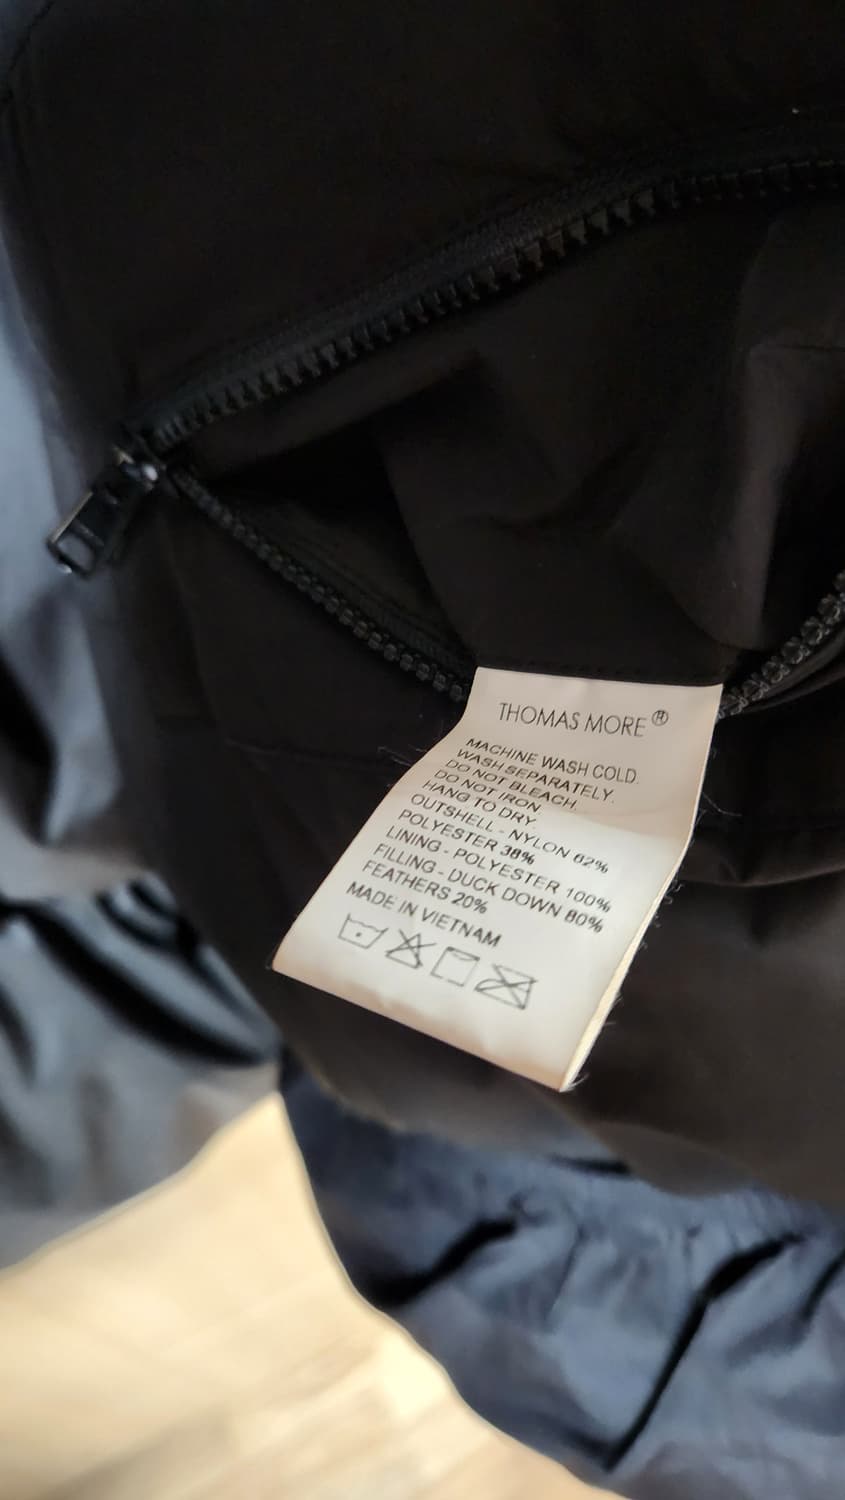 THOMAS MORE ®
MACHINE WASH COLD.
WASH SEPARATELY.
DO NOT BLEACH.
DO NOT IRON.
HANG TO DRY.
OUTSHELL - NYLON 62%
POLYESTER 38%
LINING - POLYESTER 100%
FILLING - DUCK DOWN 80%
FEATHERS 20%
MADE IN VIETNAM